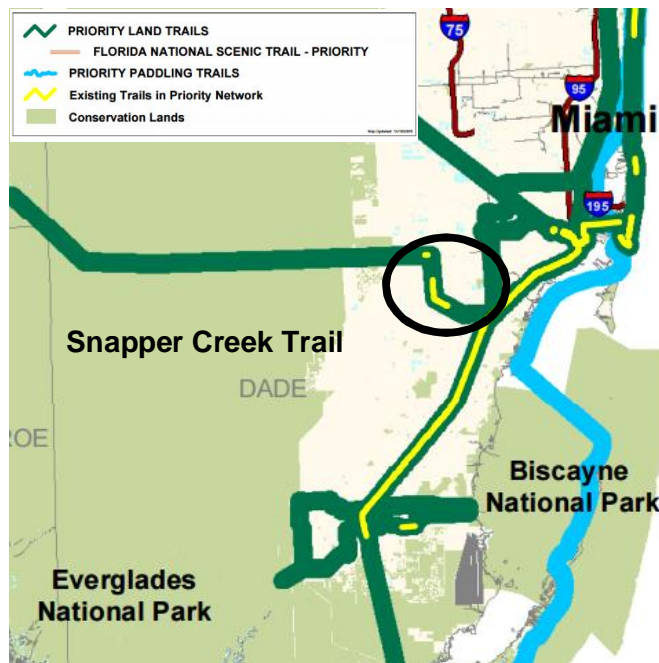 PRIORITY LAND TRAILS
FLORIDA NATIONAL SCENIC TRAIL - PRIORITY
PRIORITY PADDLING TRAILS
Existing Trails in Priority Network
Conservation Lands
75
95
Miami
195
Snapper Creek Trail
DADE
ROE
Biscayne
National Park
Everglades
National Park